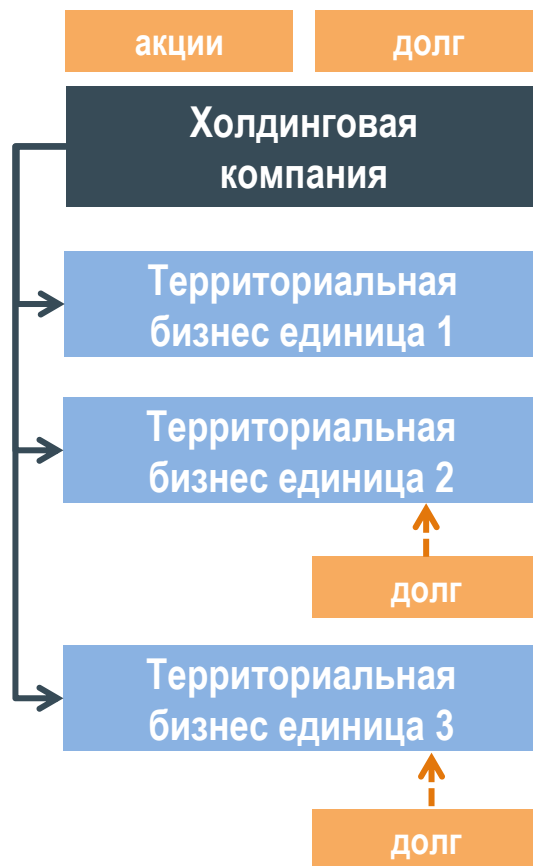 акции
долг
Холдинговая
компания
Территориальная
бизнес единица 1
Территориальная
бизнес единица 2
долг
Территориальная
бизнес единица 3
долг